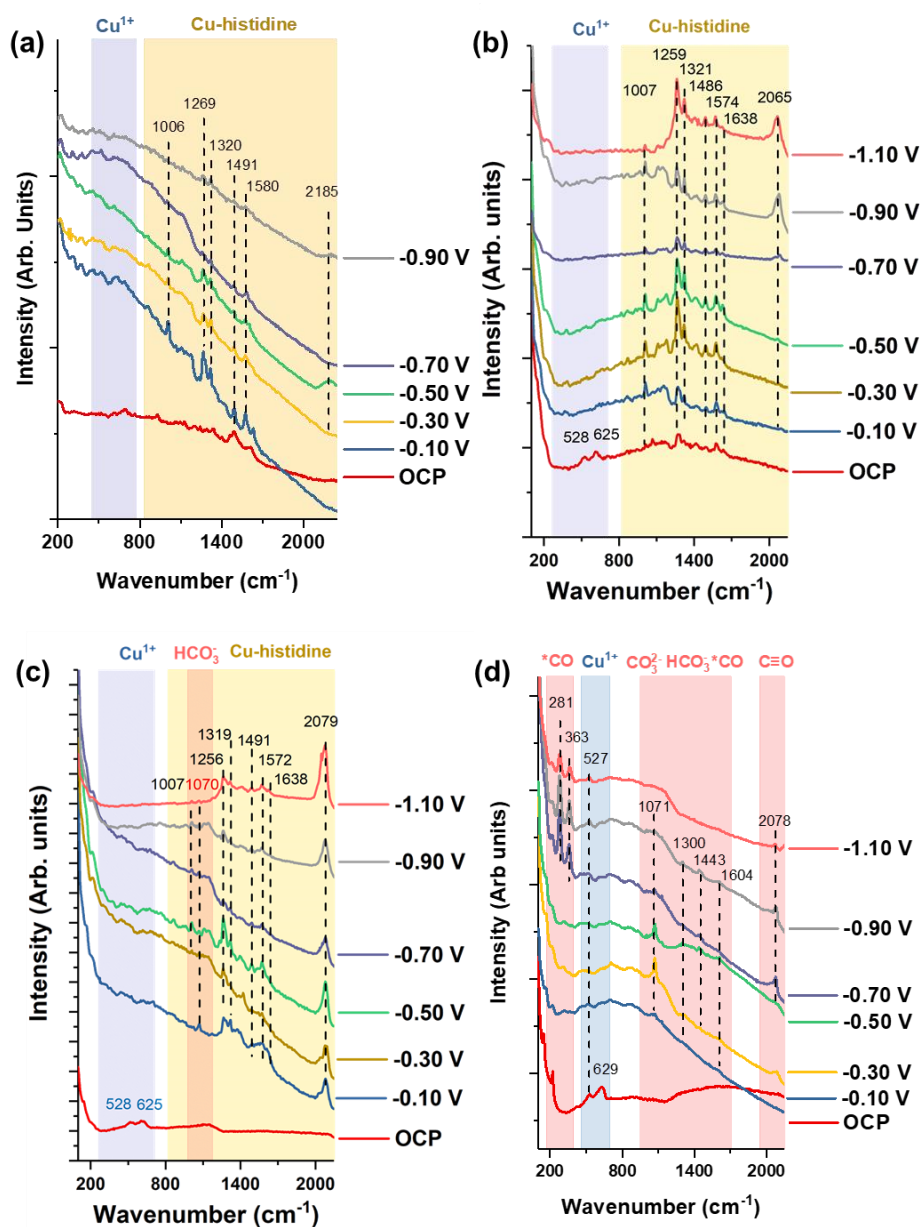 (a)
Cu1+
Cu-histidine
1006
1269
1320
1491
1580
2185
-0.90 V
-0.70 V
-0.50 V
-0.30 V
-0.10 V
OCP
Intensity (Arb. Units)
200
800
1400
2000
Wavenumber (cm-1)
(b)
Cu1+
Cu-histidine
1007
1259
1321
1486
1574
1638
2065
528
625
-1.10 V
-0.90 V
-0.70 V
-0.50 V
-0.30 V
-0.10 V
OCP
Intensity (Arb. units)
200
800
1400
2000
Wavenumber (cm-1)
(c)
Cu1+
HCO3-
Cu-histidine
1007
1070
1256
1319
1491
1572
1638
2079
528
625
-1.10 V
-0.90 V
-0.70 V
-0.50 V
-0.30 V
-0.10 V
OCP
Intensity (Arb. units)
200
800
1400
2000
Wavenumber (cm-1)
(d)
*CO
Cu1+
CO32- HCO3- *CO
C≡O
281
363
527
1071
1300
1443
1604
2078
629
-1.10 V
-0.90 V
-0.70 V
-0.50 V
-0.30 V
-0.10 V
OCP
Intensity (Arb. units)
200
800
1400
2000
Wavenumber (cm-1)